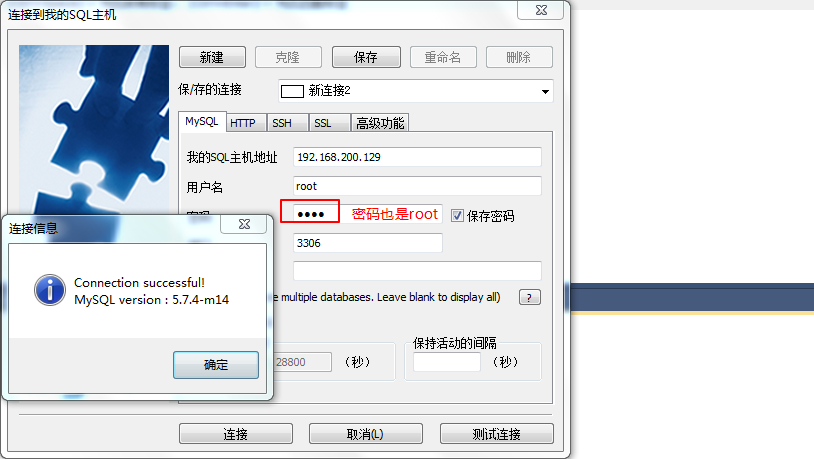 连接到我的SQL主机
新建 克隆 保存 重命名 删除
保/存的连接 新连接2
MySQL HTTP SSH SSL 高级功能
我的SQL主机地址 192.168.200.129
用户名 root
●●●● 密码也是root 保存密码
3306
e multiple databases. Leave blank to display all) ?
28800 (秒)
保持活动的间隔
(秒)
连接 取消(L) 测试连接
连接信息
Connection successful!
MySQL version : 5.7.4-m14
确定